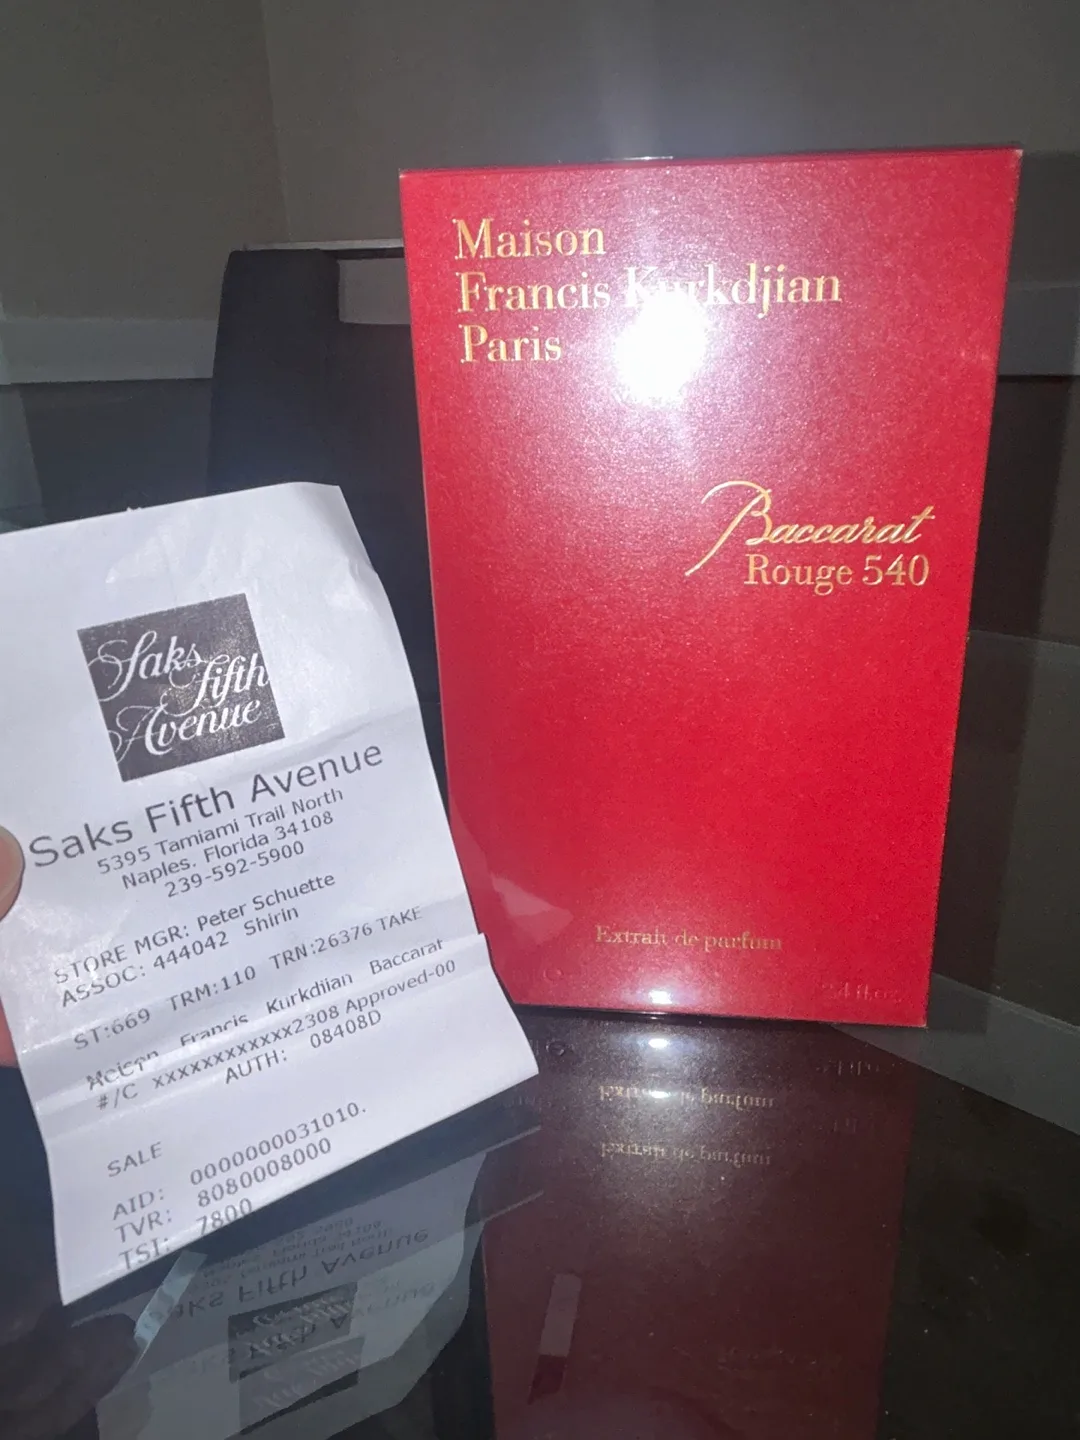 Saks
fifth
Avenue
Saks Fifth Avenue
5395 Tamiami Trail North
Naples. Florida 34108
239-592-5900
STORE MGR: Peter Schuette
ASSOC: 444042 Shirin
ST:669 TRM:110 TRN:26376 TAKE
Francis Kurkdjian Baccarat
#/C xxxxxxxxxxxx2308 Approved-00
AUTH: 08408D
SALE
AID: 0000000031010.
TVR: 8080008000
TSI: 7800
Maison
Francis Kurkdjian
Paris
Baccarat
Rouge 540
Extrait de parfum